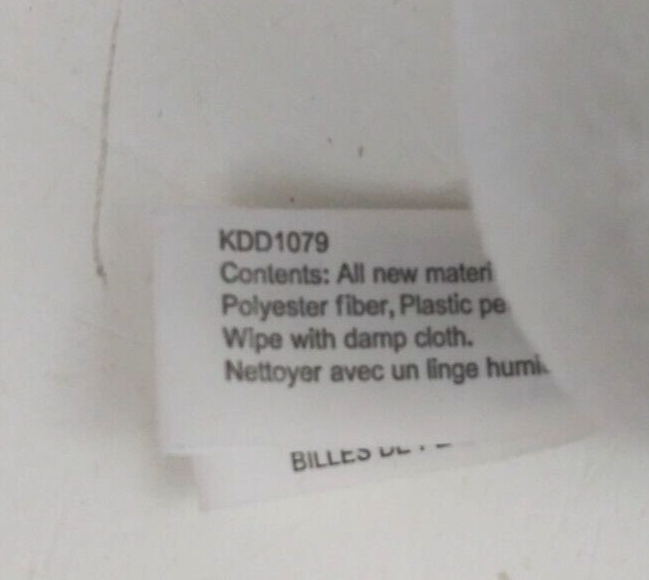 KDD1079
Contents: All new materi
Polyester fiber, Plastic pe
Wipe with damp cloth.
Nettoyer avec un linge humi
BILLES DE